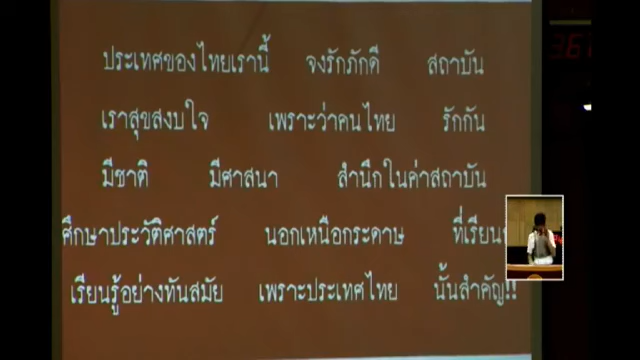 ประเทศของไทยเรานี้ จงรักภักดี สถาบัน
เราสุขสงบใจ เพราะว่าคนไทย รักกัน
มีชาติ มีศาสนา สำนึกในค่าสถาบัน
ศึกษาประวัติศาสตร์ นอกเหนือกระดาษ
เรียนรู้อย่างทันสมัย เพราะประเทศไทย นั้นสำคัญ!!